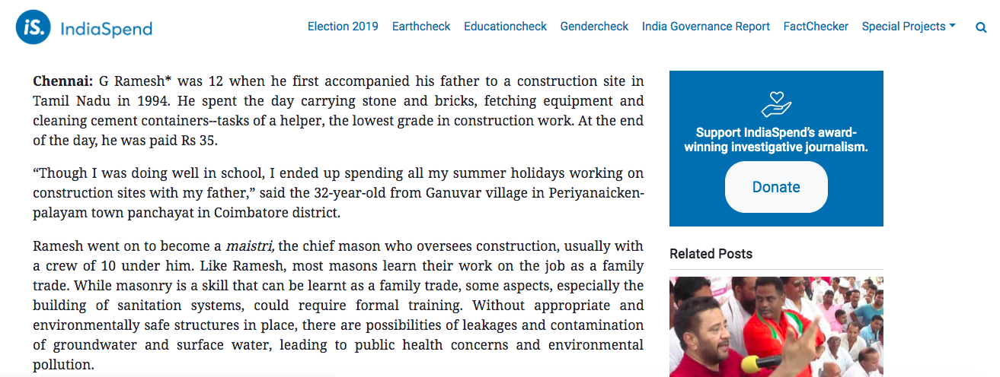 iS. IndiaSpend
Election 2019 Earthcheck Educationcheck Gendercheck India Governance Report FactChecker Special Projects
Chennai: G Ramesh* was 12 when he first accompanied his father to a construction site in
Tamil Nadu in 1994. He spent the day carrying stone and bricks, fetching equipment and
cleaning cement containers--tasks of a helper, the lowest grade in construction work. At the end
of the day, he was paid Rs 35.
“Though I was doing well in school, I ended up spending all my summer holidays working on
construction sites with my father,” said the 32-year-old from Ganuvar village in Periyanaicken-
palayam town panchayat in Coimbatore district.
Ramesh went on to become a maistri, the chief mason who oversees construction, usually with
a crew of 10 under him. Like Ramesh, most masons learn their work on the job as a family
trade. While masonry is a skill that can be learnt as a family trade, some aspects, especially the
building of sanitation systems, could require formal training. Without appropriate and
environmentally safe structures in place, there are possibilities of leakages and contamination
of groundwater and surface water, leading to public health concerns and environmental
pollution.
Support IndiaSpend’s award-
winning investigative journalism.
Donate
Related Posts